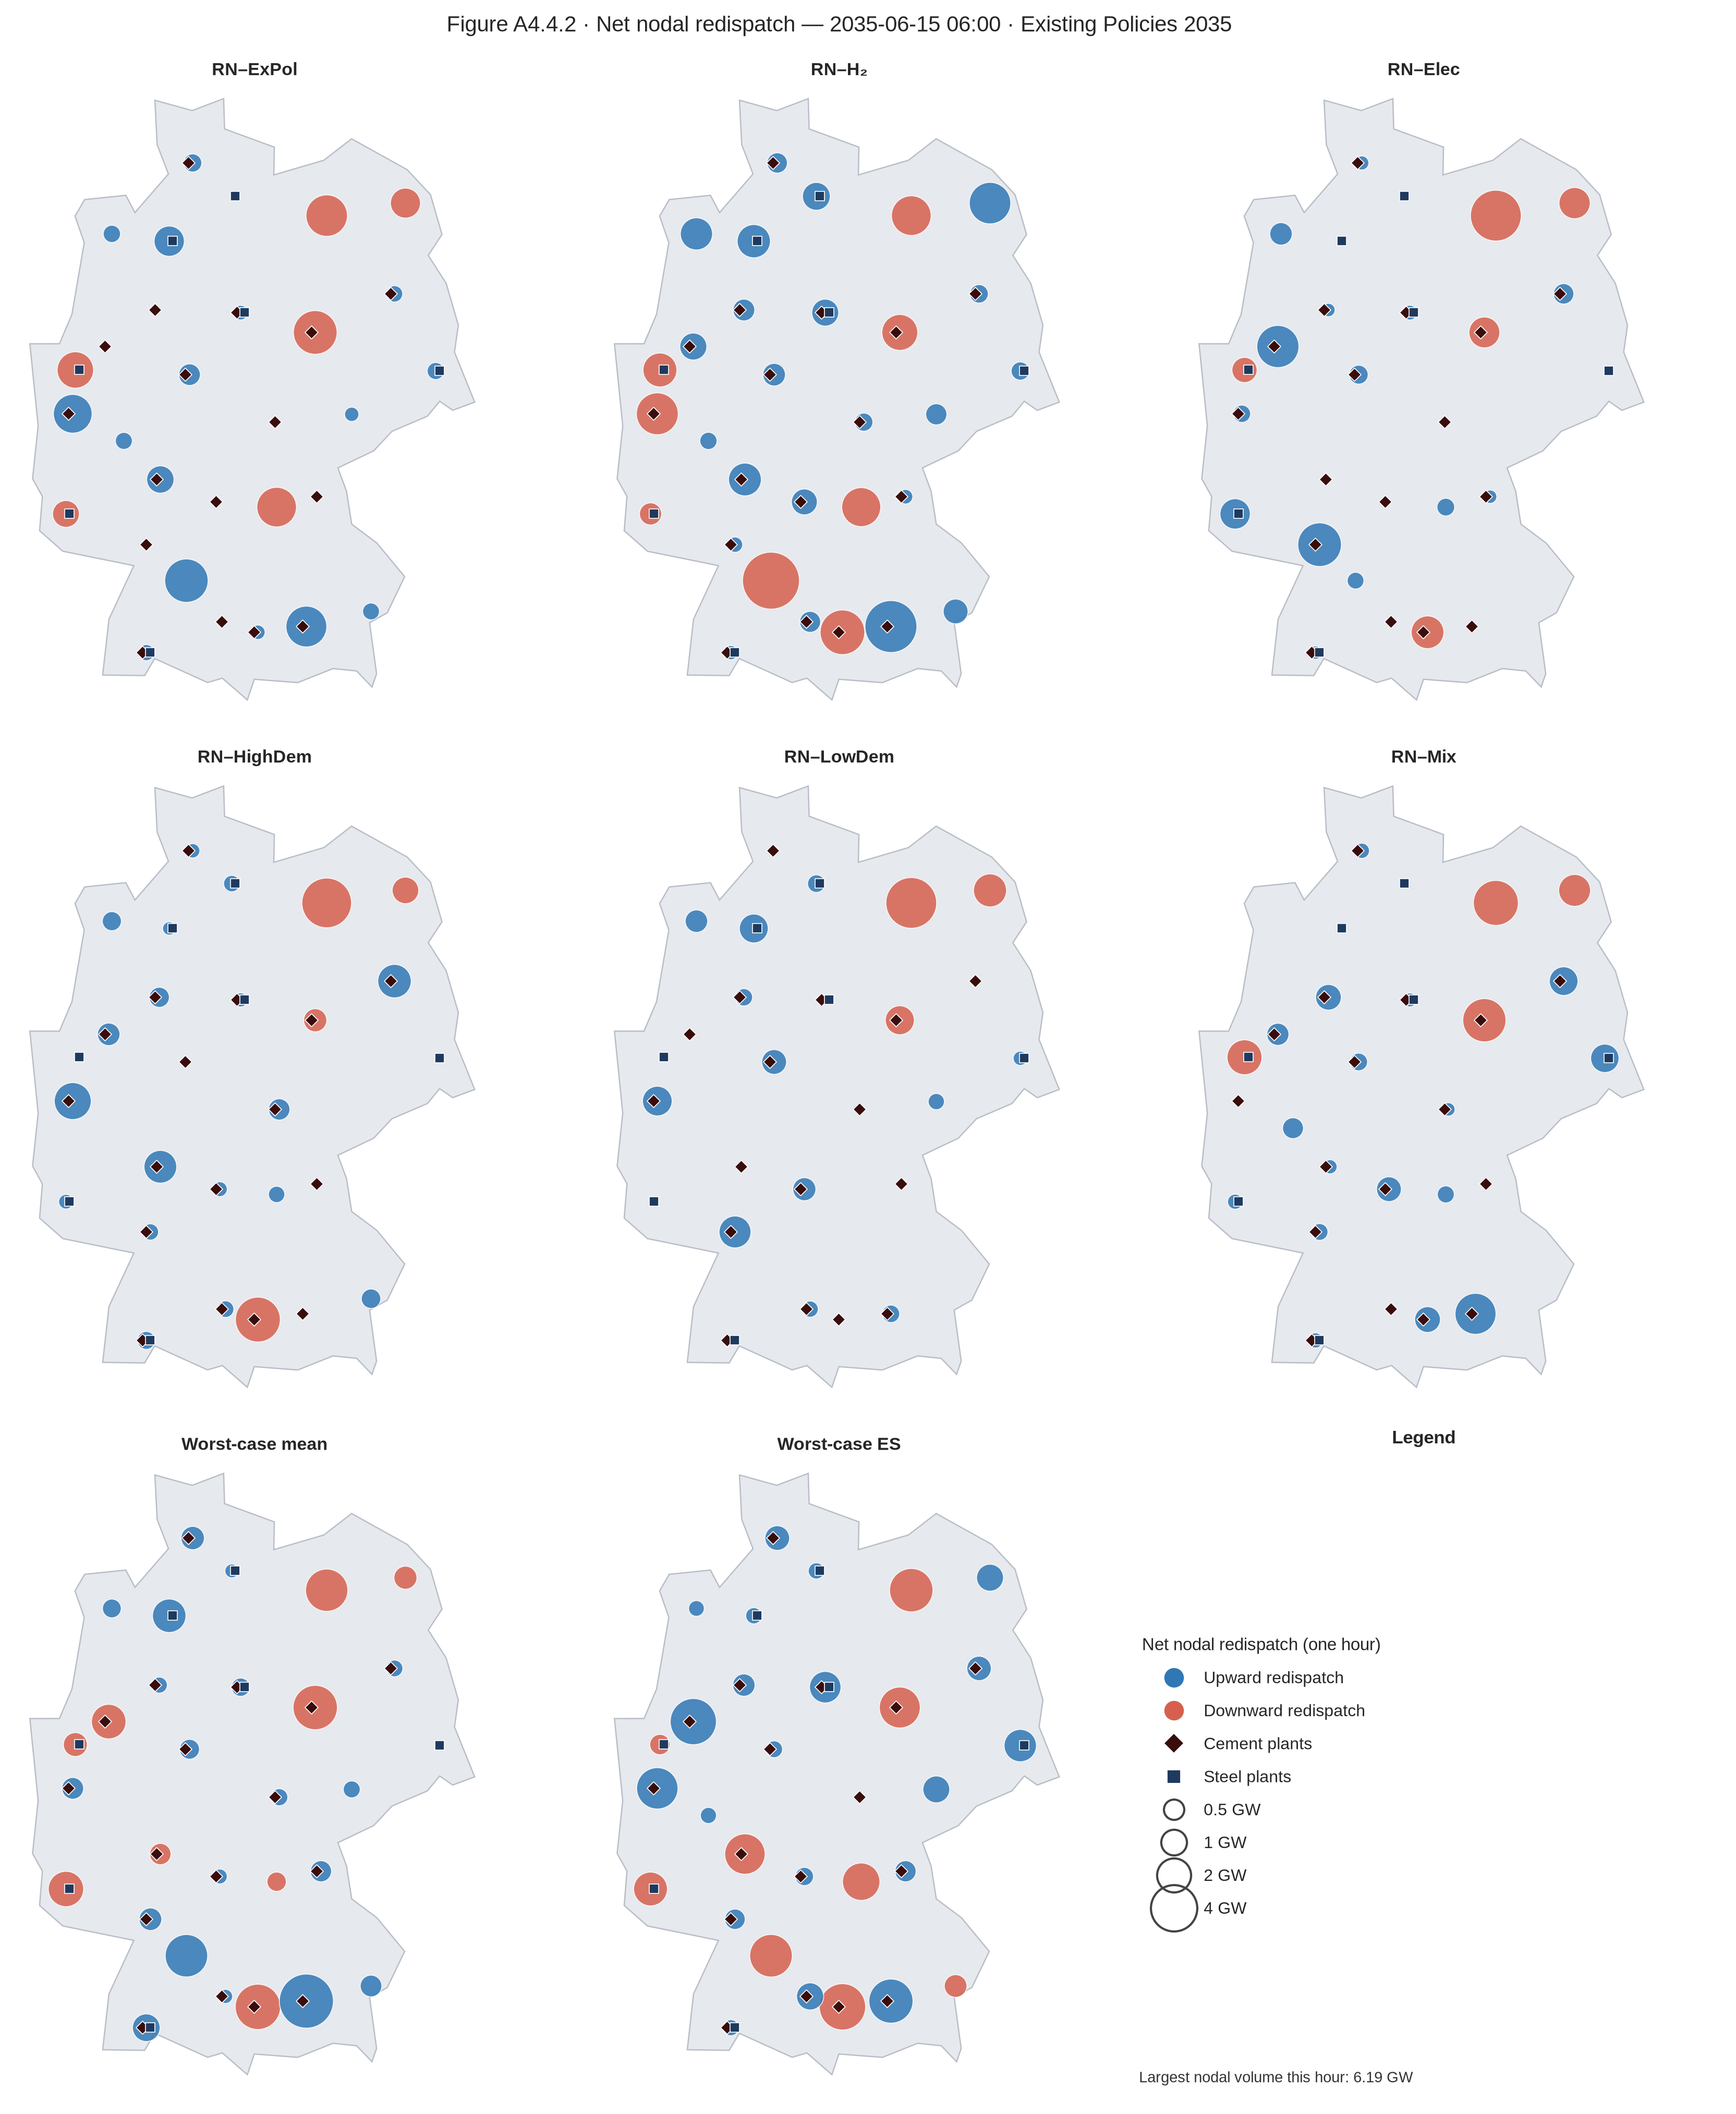 Figure A4.4.2 · Net nodal redispatch — 2035-06-15 06:00 · Existing Policies 2035
RN–ExPol
RN–H₂
RN–Elec
RN–HighDem
RN–LowDem
RN–Mix
Worst-case mean
Worst-case ES
Legend
Net nodal redispatch (one hour)
Upward redispatch
Downward redispatch
Cement plants
Steel plants
0.5 GW
1 GW
2 GW
4 GW
Largest nodal volume this hour: 6.19 GW